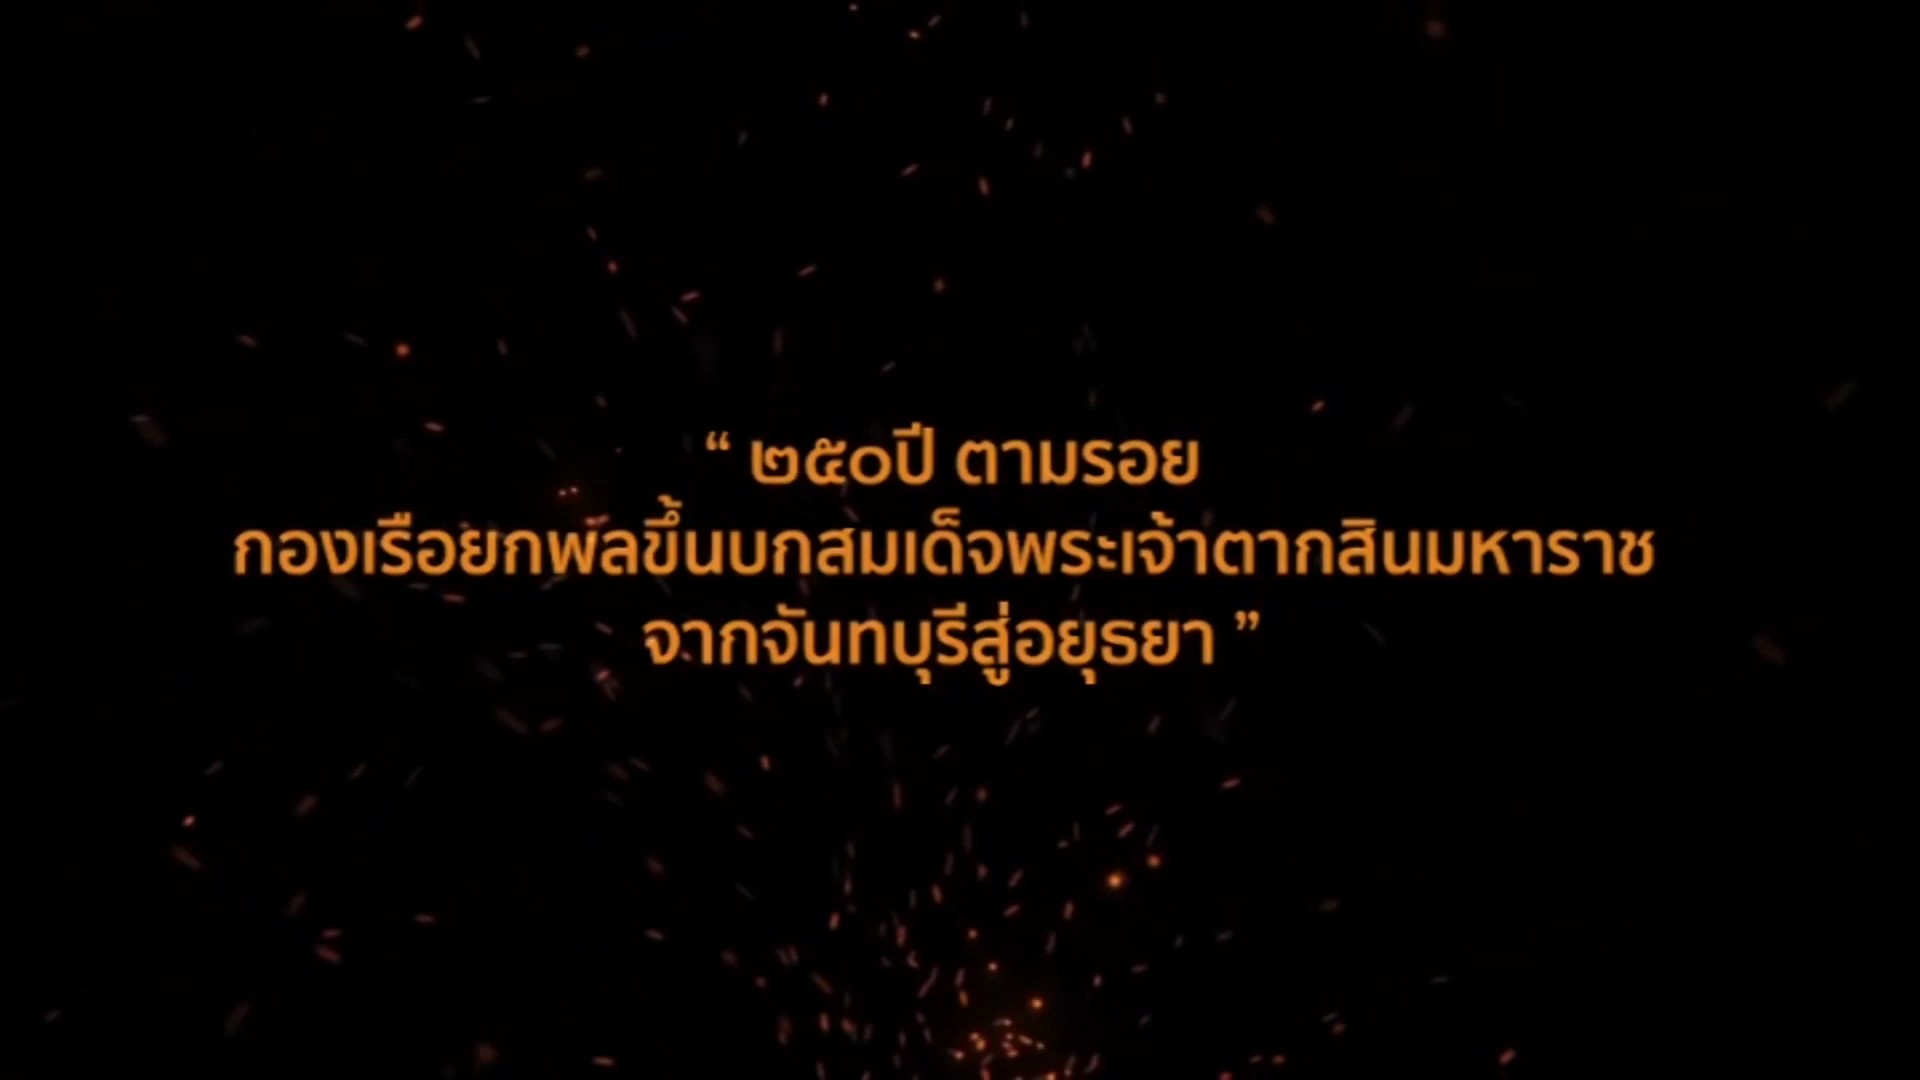 “ ๒๕๐ปี ตามรอย
กองเรือยกพลขึ้นบกสมเด็จพระเจ้าตากสินมหาราช
จากจันทบุรีสู่อยุธยา ”